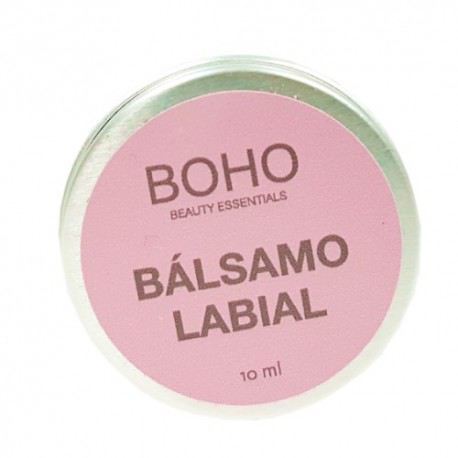 BOHO
BEAUTY ESSENTIALS
BÁLSAMO
LABIAL
10 ml